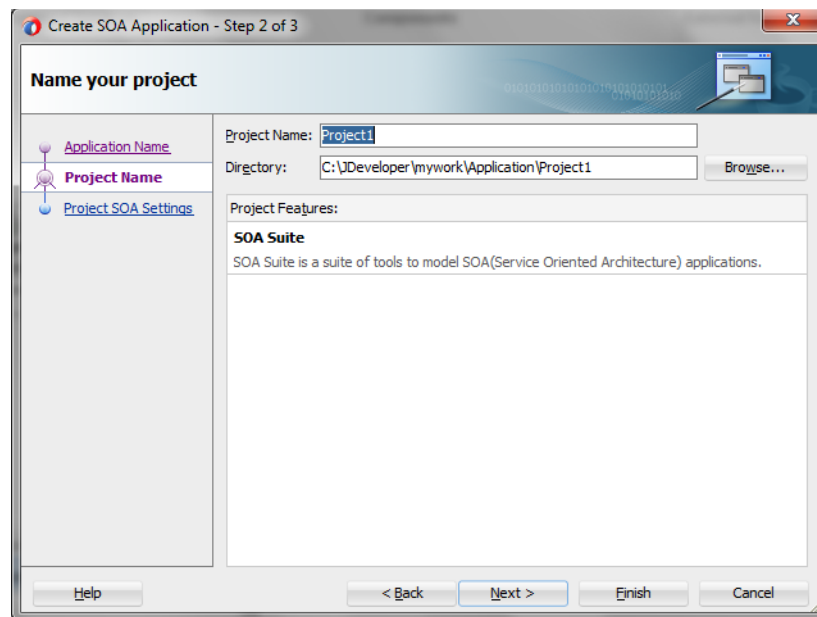 Create SOA Application - Step 2 of 3
Name your project
Application Name
Project Name
Project SOA Settings
Project Name: Project1
Directory: C:\JDeveloper\mywork\Application\Project1 Browse...
Project Features:
SOA Suite
SOA Suite is a suite of tools to model SOA(Service Oriented Architecture) applications.
Help < Back Next > Finish Cancel